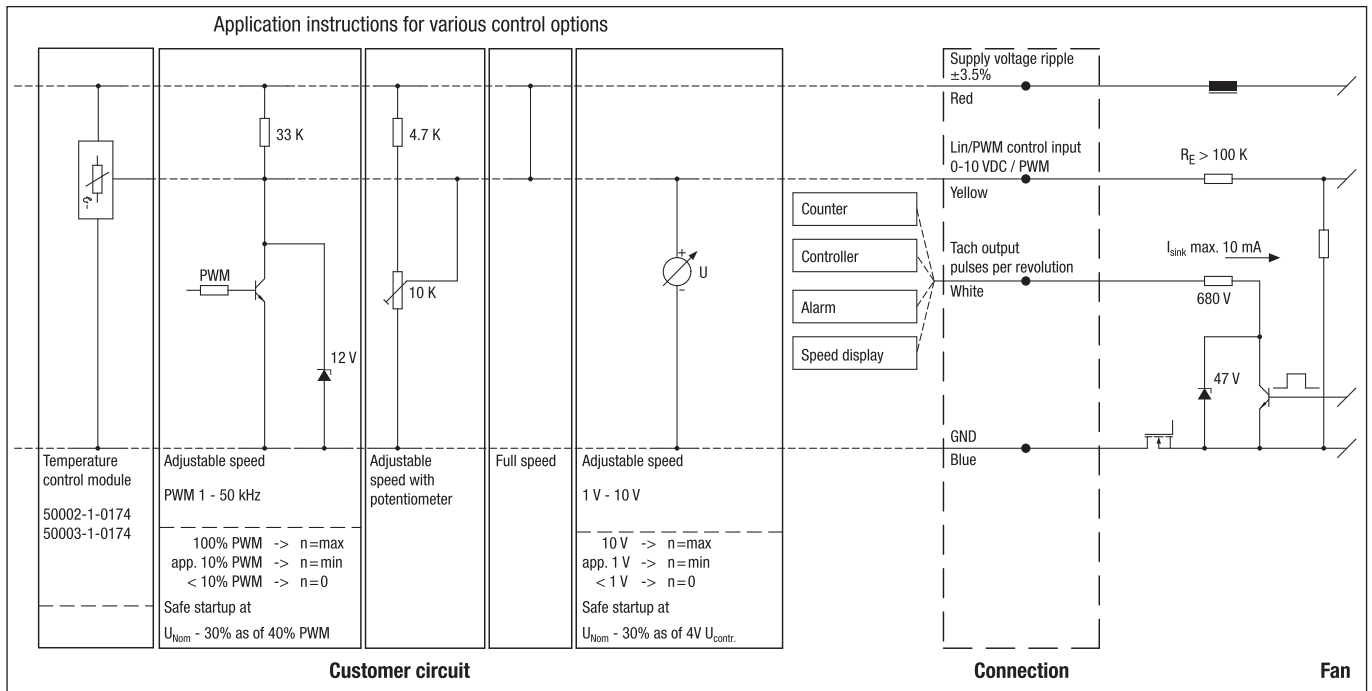 Application instructions for various control options
33 K
PWM
12 V
4.7 K
10 K
+
U
-
Temperature
control module
50002-1-0174
50003-1-0174
Adjustable speed
PWM 1 - 50 kHz
100% PWM -> n=max
app. 10% PWM -> n=min
< 10% PWM -> n=0
Safe startup at
UNom - 30% as of 40% PWM
Adjustable
speed with
potentiometer
Full speed
Adjustable speed
1 V - 10 V
10 V -> n=max
app. 1 V -> n=min
< 1 V -> n=0
Safe startup at
UNom - 30% as of 4V Ucontr.
Counter
Controller
Alarm
Speed display
Supply voltage ripple
±3.5%
Red
Lin/PWM control input
0-10 VDC / PWM
Yellow
Tach output
pulses per revolution
White
GND
Blue
RE > 100 K
Isink max. 10 mA
680 V
47 V
Customer circuit
Connection
Fan